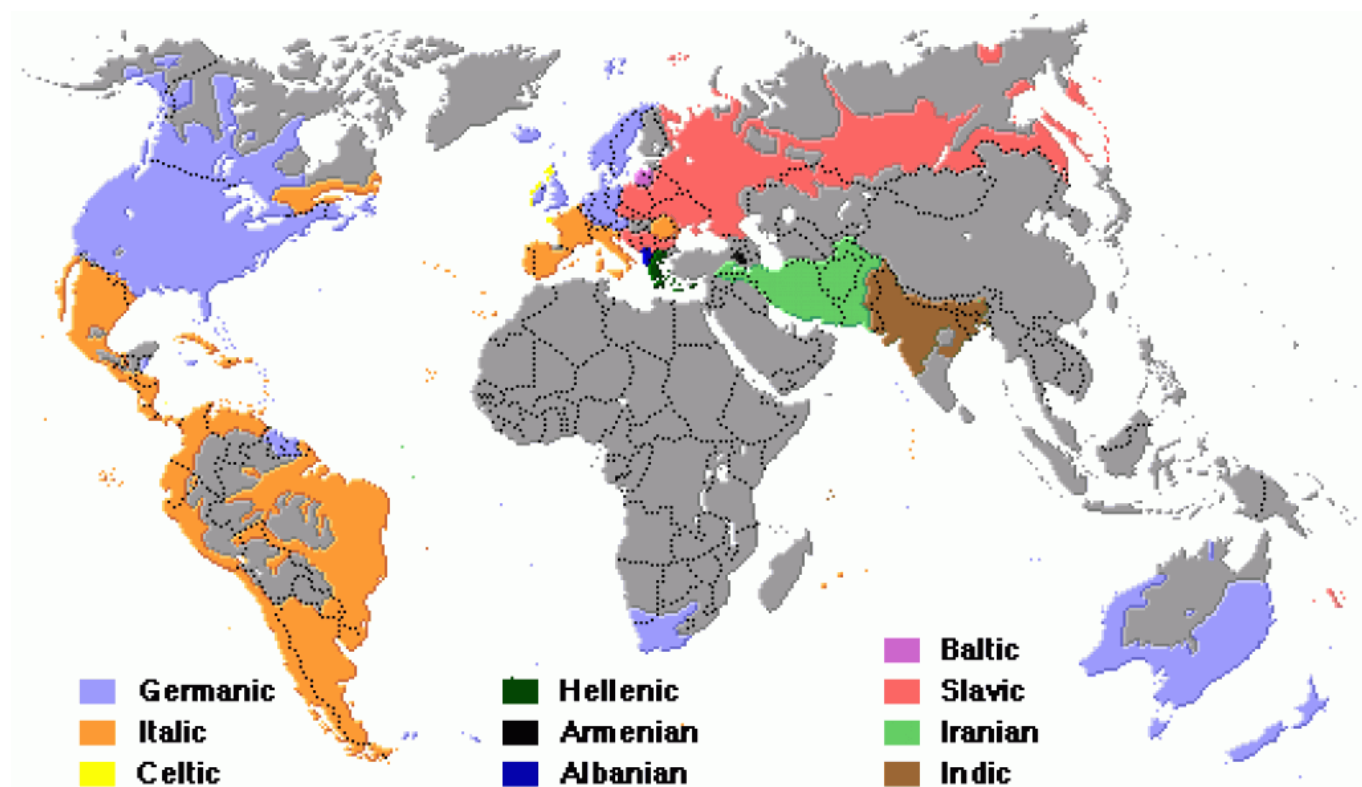 Germanic
Italic
Celtic
Hellenic
Armenian
Albanian
Baltic
Slavic
Iranian
Indic